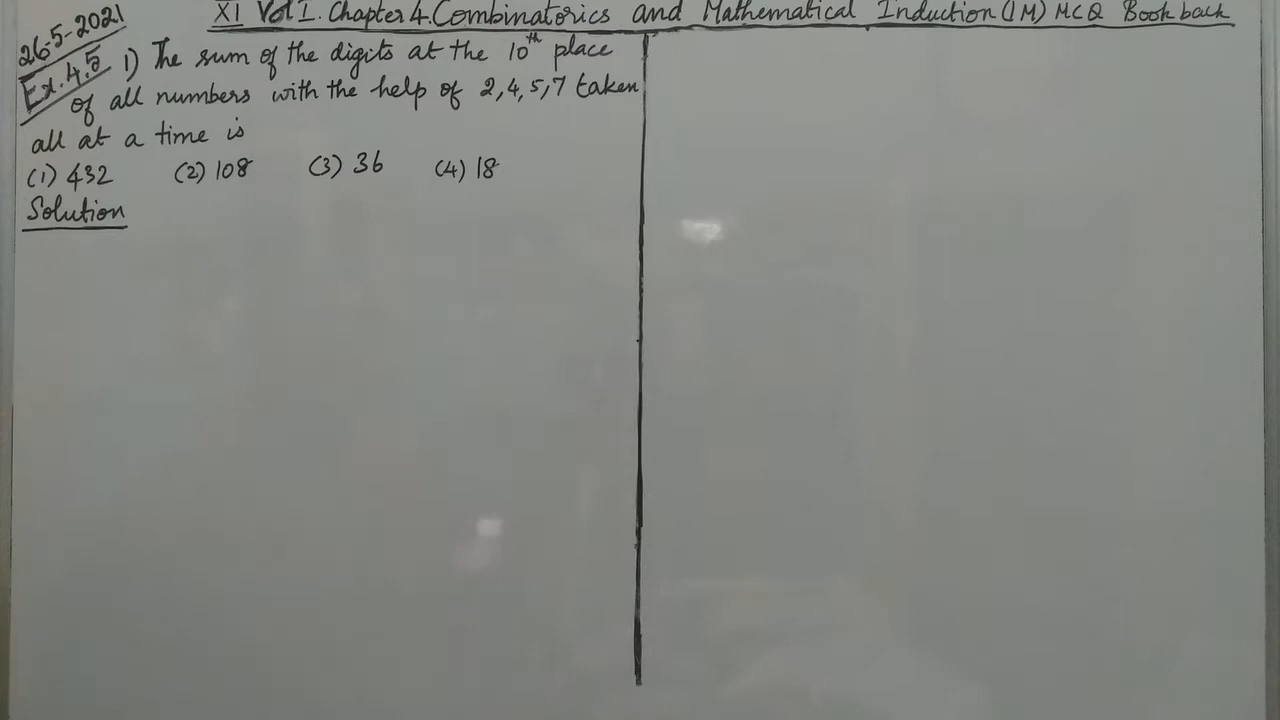 XI Vol I. Chapter 4. Combinatorics and Mathematical Induction (1M) MCQ Book back
26-5-2021
Ex. 4.5
1) The sum of the digits at the 10th place
of all numbers with the help of 2,4,5,7 taken
all at a time is
(1) 432 (2) 108 (3) 36 (4) 18
Solution